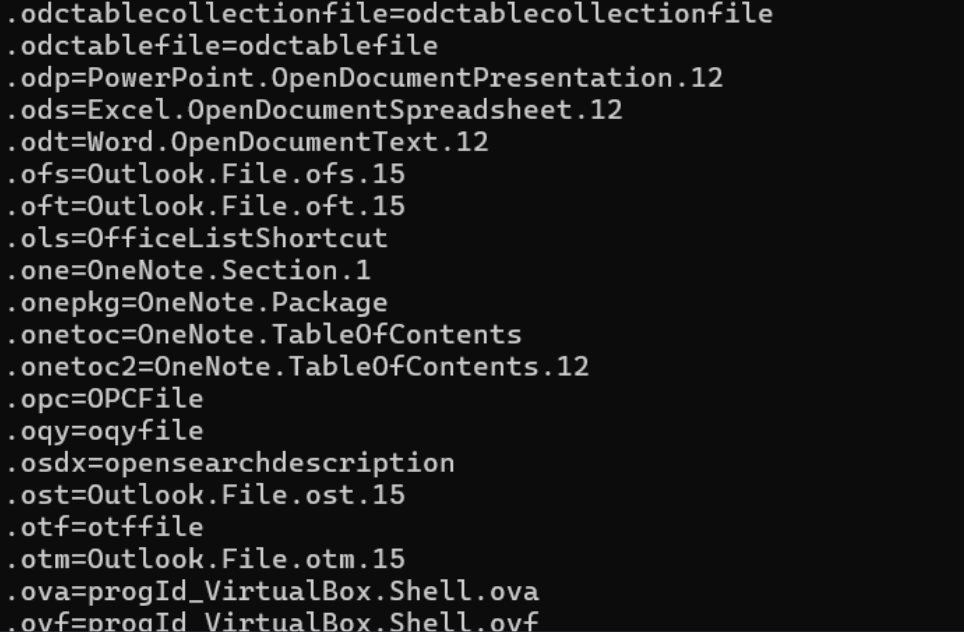 .odctablecollectionfile=odctablecollectionfile
.odctablefile=odctablefile
.odp=PowerPoint.OpenDocumentPresentation.12
.ods=Excel.OpenDocumentSpreadsheet.12
.odt=Word.OpenDocumentText.12
.ofs=Outlook.File.ofs.15
.oft=Outlook.File.oft.15
.ols=OfficeListShortcut
.one=OneNote.Section.1
.onepkg=OneNote.Package
.onetoc=OneNote.TableOfContents
.onetoc2=OneNote.TableOfContents.12
.opc=OPCFile
.oqy=oqyfile
.osdx=opensearchdescription
.ost=Outlook.File.ost.15
.otf=otffile
.otm=Outlook.File.otm.15
.ova=progId_VirtualBox.Shell.ova
.ovf=progId_VirtualBox.Shell.ovf